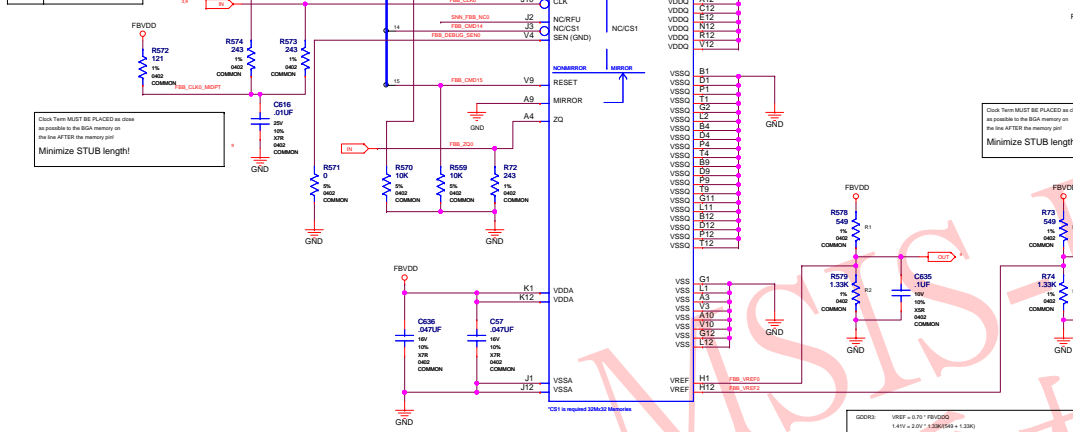 IN
CLK
SNN_FBB_NC0
J2 NC/RFU
14 FBB_CMD14 J3 NC/CS1 NC/CS1
FBB_DEBUG_SEN0 V4 SEN (GND)
NONMIRROR MIRROR
15 FBB_CMD15 V9 RESET
GND A9 MIRROR
IN FBB_ZQ0 A4 ZQ
FBVDD
R572
121
1%
0402
COMMON
R574
243
1%
0402
COMMON
R573
243
1%
0402
COMMON
FBB_CLK0_MIDPT
C616
.01UF
25V
10%
X7R
0402
COMMON
GND
Clock Term MUST BE PLACED as close
as possible to the BGA memory on
the line AFTER the memory pin!
Minimize STUB length!
R571
0
5%
0402
COMMON
GND
R570
10K
5%
0402
COMMON
R559
10K
5%
0402
COMMON
R72
243
1%
0402
COMMON
GND
VDDQ
VDDQ C12
VDDQ E12
VDDQ N12
VDDQ R12
VDDQ V12
VSSQ B1
VSSQ D1
VSSQ P1
VSSQ T1
VSSQ G2
VSSQ L2
VSSQ B4
VSSQ D4
VSSQ P4
VSSQ T4
VSSQ B9
VSSQ D9
VSSQ P9
VSSQ T9
VSSQ G11
VSSQ L11
VSSQ B12
VSSQ D12
VSSQ P12
VSSQ T12
GND
Clock Term MUST BE PLACED as
as possible to the BGA memory on
the line AFTER the memory pin!
Minimize STUB length
FBVDD
R578
549
1%
0402
COMMON
R1
OUT
R579
1.33K
1%
0402
COMMON
R2
C635
.1UF
10V
10%
X5R
0402
COMMON
GND
GND
R73
549
1%
0402
COMMON
R74
1.33K
1%
0402
COMMON
GND
FBVDD
K1 VDDA
K12 VDDA
C636
.047UF
16V
10%
X7R
0402
COMMON
C57
.047UF
16V
10%
X7R
0402
COMMON
J1 VSSA
J12 VSSA
GND
VSS G1
VSS L1
VSS A3
VSS V3
VSS A10
VSS V10
VSS G12
VSS L12
GND
VREF H1 FBB_VREF0
VREF H12 FBB_VREF2
*CS1 is required 32Mx32 Memories
GDDR3: VREF = 0.70 * FBVDDQ
1.41V = 2.0V * 1.33K/(549 + 1.33K)
MSIS